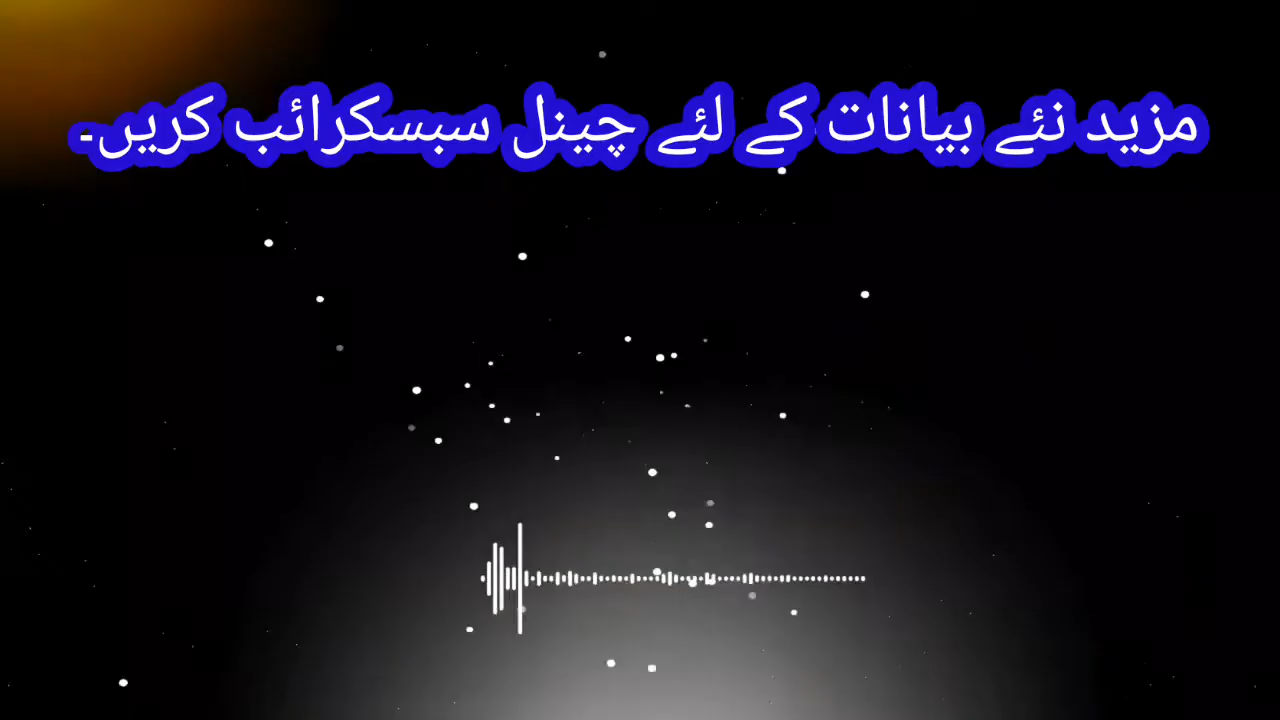 مزید نئے بیانات کے لئے چینل سبسکرائب کریں۔